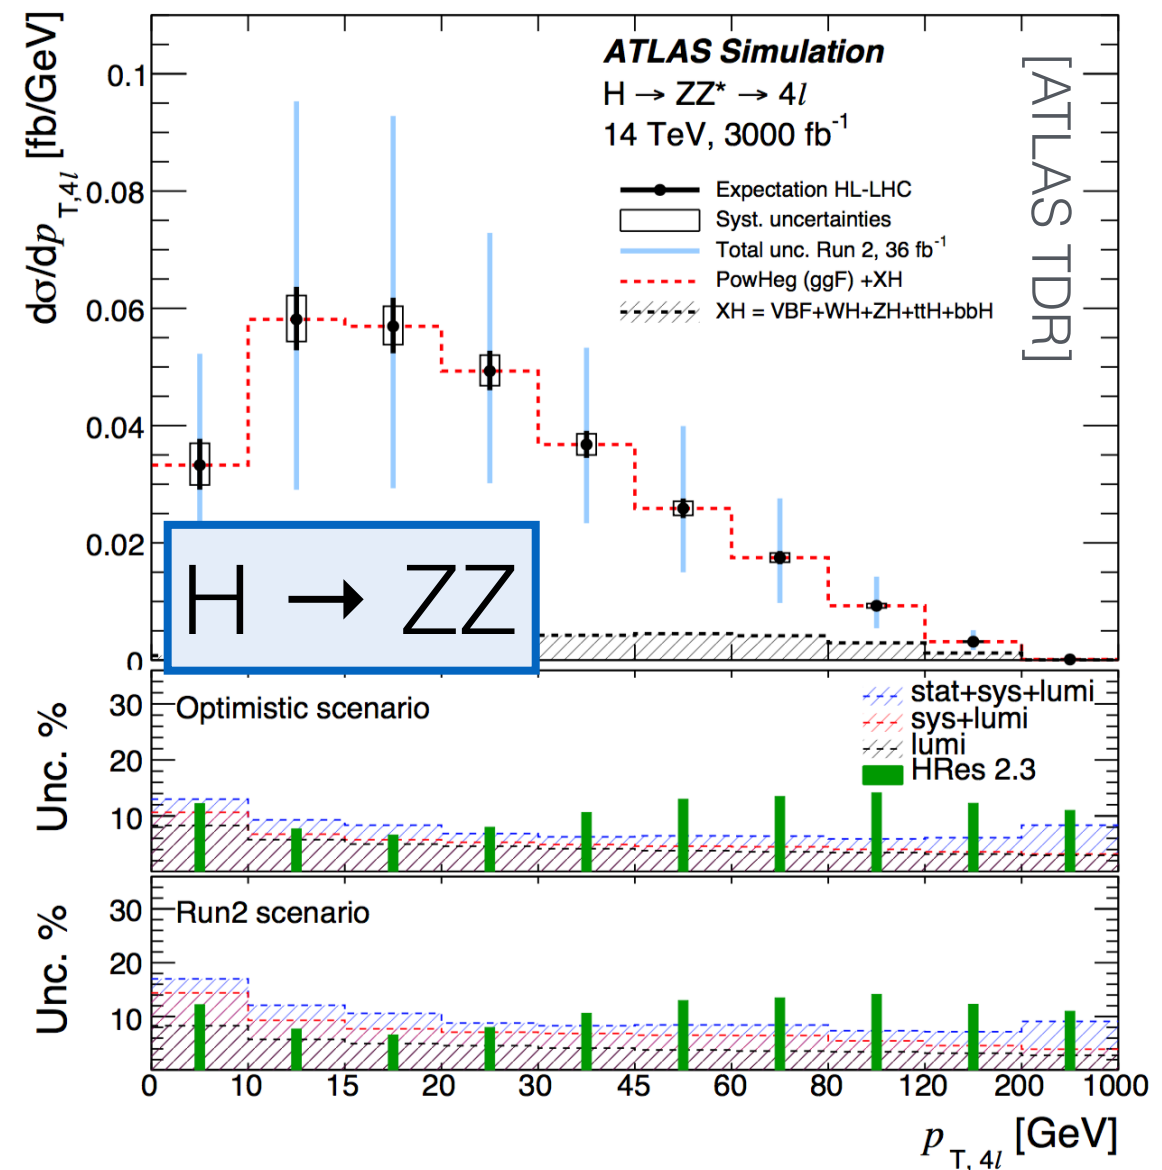 ATLAS Simulation
H → ZZ* → 4l
14 TeV, 3000 fb⁻¹
[ATLAS TDR]
dσ/dp_T,4l [fb/GeV]
0.1
0.08
0.06
0.04
0.02
0
Expectation HL-LHC
Syst. uncertainties
Total unc. Run 2, 36 fb⁻¹
PowHeg (ggF) +XH
XH = VBF+WH+ZH+ttH+bbH
H → ZZ
Unc. %
30
20
10
Optimistic scenario
stat+sys+lumi
sys+lumi
lumi
HRes 2.3
Unc. %
30
20
10
Run2 scenario
0 10 15 20 30 45 60 80 120 200 1000
p_T, 4l [GeV]